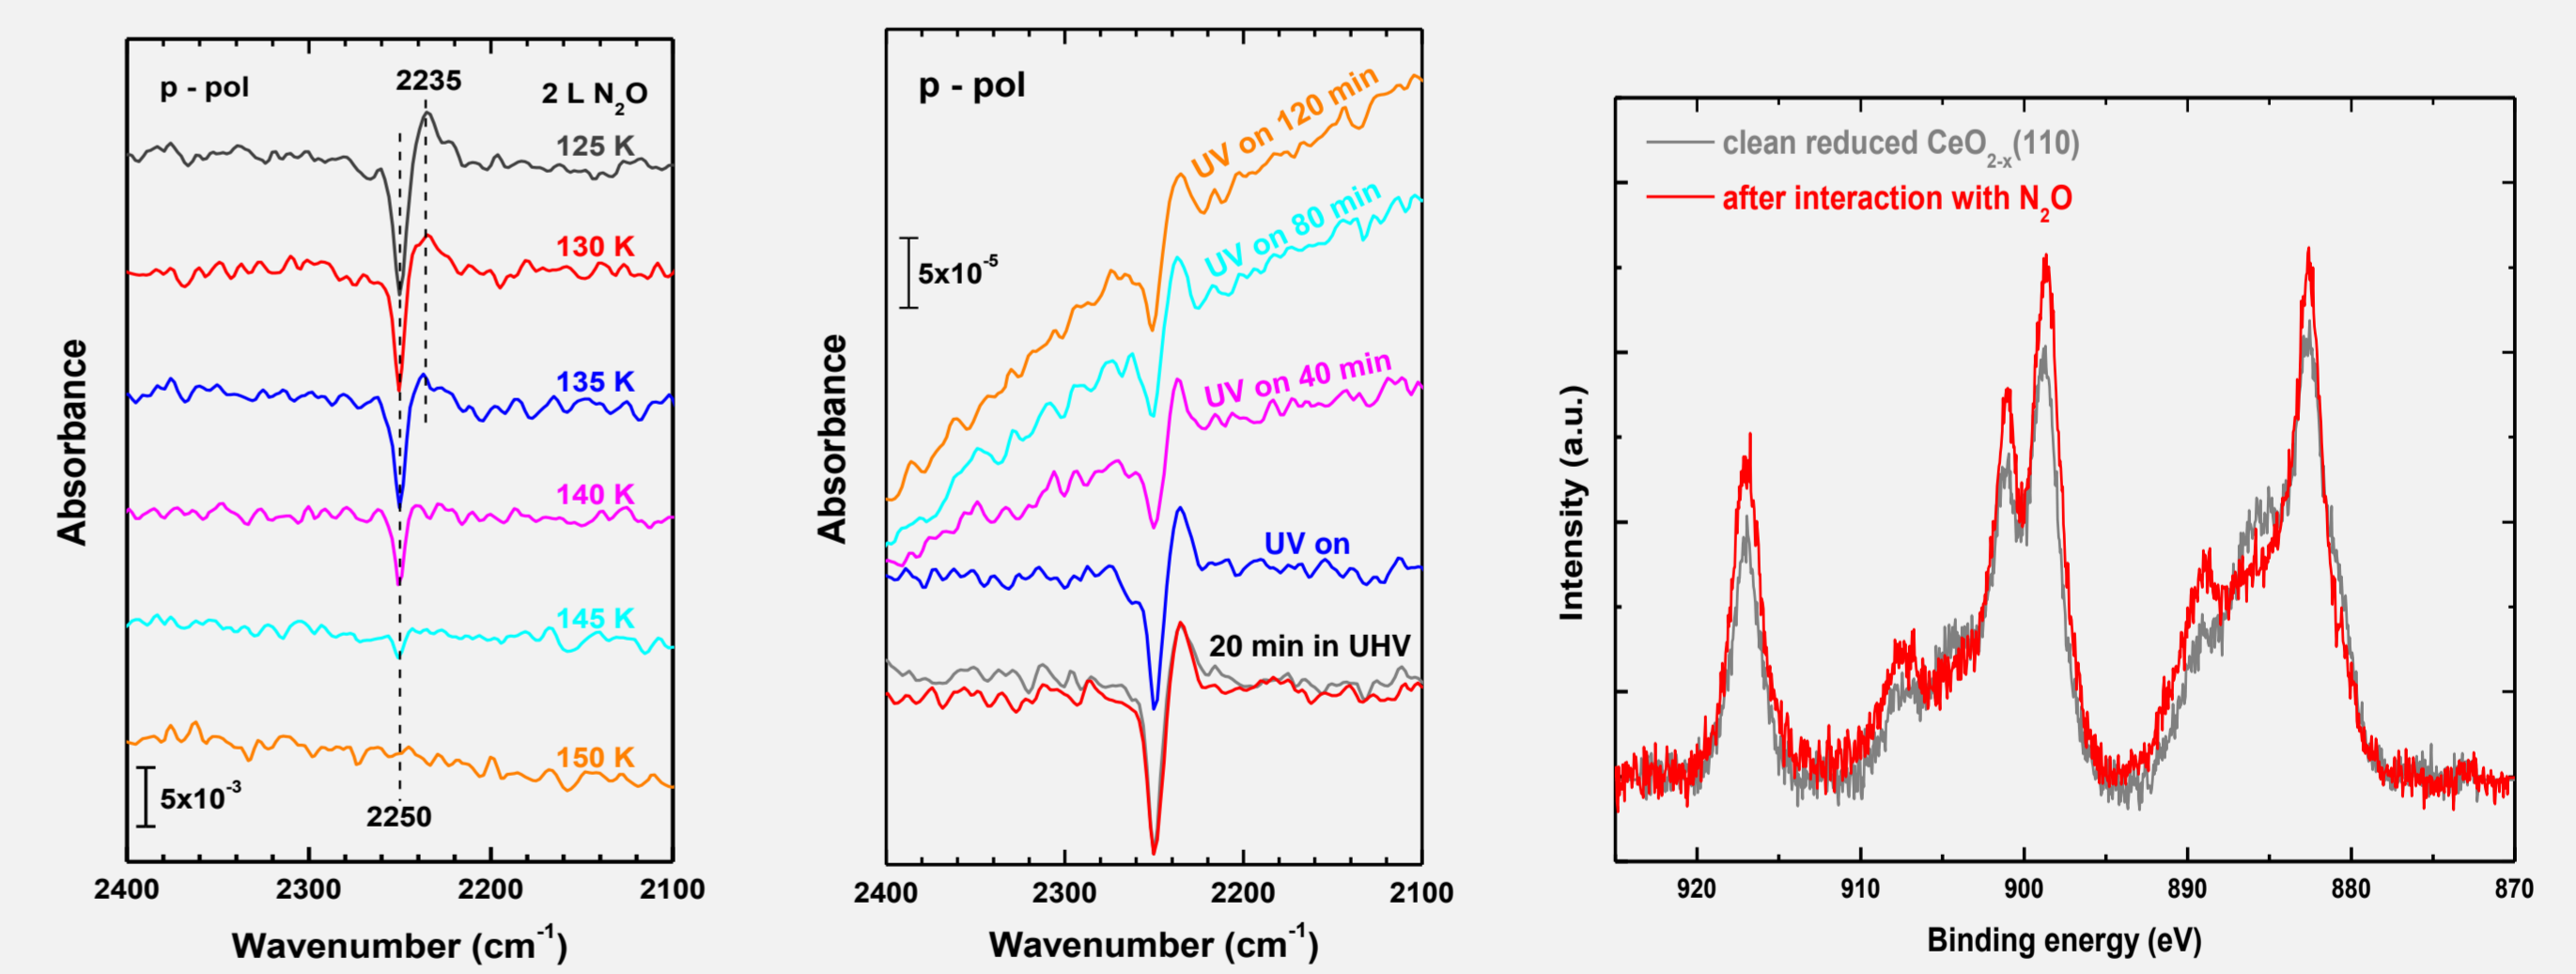 p - pol
2235
2 L N₂O
125 K
130 K
135 K
140 K
145 K
150 K
5x10⁻³
2250
Absorbance
2400
2300
2200
2100
Wavenumber (cm⁻¹)
p - pol
UV on 120 min
UV on 80 min
5x10⁻⁵
UV on 40 min
UV on
20 min in UHV
Absorbance
2400
2300
2200
2100
Wavenumber (cm⁻¹)
clean reduced CeO₂₋ₓ(110)
after interaction with N₂O
Intensity (a.u.)
920
910
900
890
880
870
Binding energy (eV)